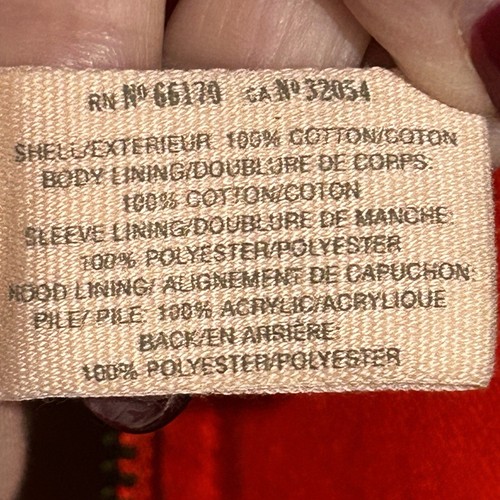 RN Nº 66170 CA Nº 32054
SHELL/EXTERIEUR: 100% COTTON/COTON
BODY LINING/DOUBLURE DE CORPS:
100% COTTON/COTON
SLEEVE LINING/DOUBLURE DE MANCHE:
100% POLYESTER/POLYESTER
HOOD LINING/ ALIGNEMENT DE CAPUCHON:
PILE/ PILE: 100% ACRYLIC/ACRYLIQUE
BACK/EN ARRIÈRE:
100% POLYESTER/POLYESTER